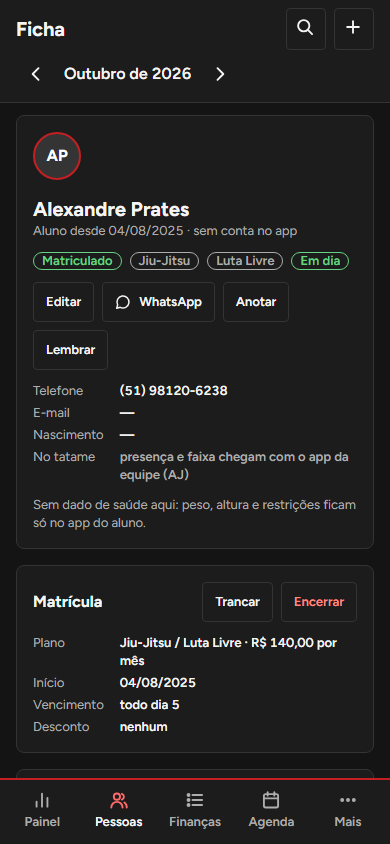 Ficha
Outubro de 2026
AP
Alexandre Prates
Aluno desde 04/08/2025 · sem conta no app
Matriculado Jiu-Jitsu Luta Livre Em dia
Editar WhatsApp Anotar
Lembrar
Telefone (51) 98120-6238
E-mail —
Nascimento —
No tatame presença e faixa chegam com o app da
equipe (AJ)
Sem dado de saúde aqui: peso, altura e restrições ficam
só no app do aluno.
Matrícula Trancar Encerrar
Plano Jiu-Jitsu / Luta Livre · R$ 140,00 por
mês
Início 04/08/2025
Vencimento todo dia 5
Desconto nenhum
Painel Pessoas Finanças Agenda Mais